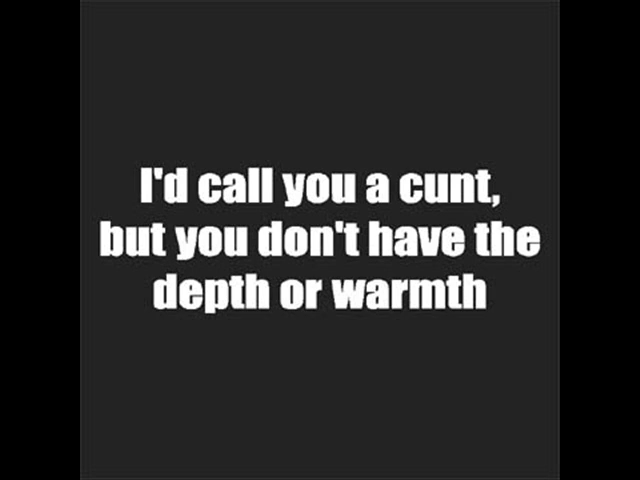 I'd call you a cunt,
but you don't have the
depth or warmth